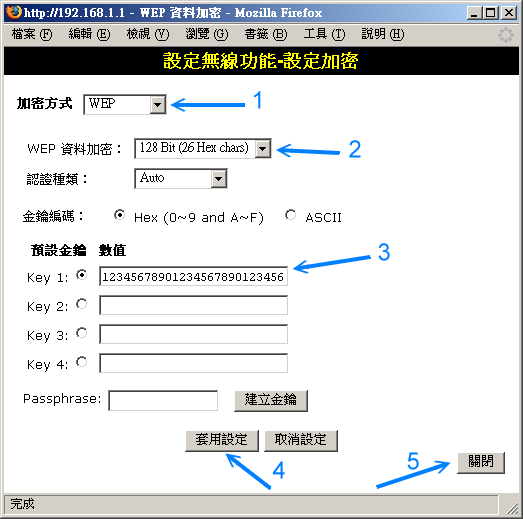 http://192.168.1.1 - WEP 資料加密 - Mozilla Firefox
檔案 (F) 編輯 (E) 檢視 (V) 瀏覽 (G) 書籤 (B) 工具 (T) 說明 (H)
設定無線功能-設定加密
加密方式 WEP 1
WEP 資料加密： 128 Bit (26 Hex chars) 2
認證種類： Auto
金鑰編碼： Hex (0~9 and A~F) ASCII
預設金鑰 數值 3
Key 1: 12345678901234567890123456
Key 2:
Key 3:
Key 4:
Passphrase: 建立金鑰
套用設定 取消設定
4 5 關閉
完成